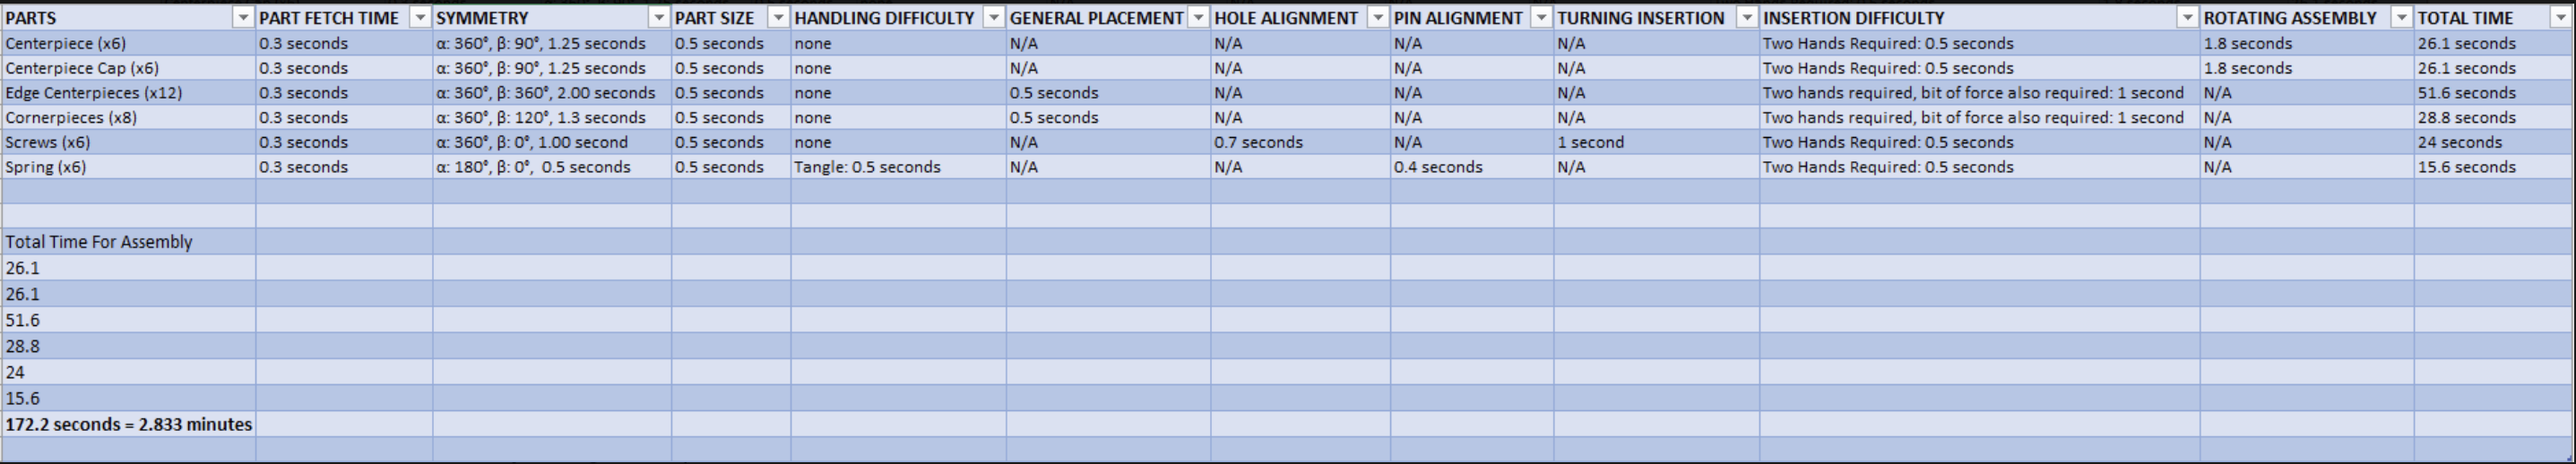 PARTS PART FETCH TIME SYMMETRY PART SIZE HANDLING DIFFICULTY GENERAL PLACEMENT HOLE ALIGNMENT PIN ALIGNMENT TURNING INSERTION INSERTION DIFFICULTY ROTATING ASSEMBLY TOTAL TIME
Centerpiece (x6) 0.3 seconds α: 360°, β: 90°, 1.25 seconds 0.5 seconds none N/A N/A N/A N/A Two Hands Required: 0.5 seconds 1.8 seconds 26.1 seconds
Centerpiece Cap (x6) 0.3 seconds α: 360°, β: 90°, 1.25 seconds 0.5 seconds none N/A N/A N/A N/A Two Hands Required: 0.5 seconds 1.8 seconds 26.1 seconds
Edge Centerpieces (x12) 0.3 seconds α: 360°, β: 360°, 2.00 seconds 0.5 seconds none 0.5 seconds N/A N/A N/A Two hands required, bit of force also required: 1 second N/A 51.6 seconds
Cornerpieces (x8) 0.3 seconds α: 360°, β: 120°, 1.3 seconds 0.5 seconds none 0.5 seconds N/A N/A N/A Two hands required, bit of force also required: 1 second N/A 28.8 seconds
Screws (x6) 0.3 seconds α: 360°, β: 0°, 1.00 second 0.5 seconds none N/A 0.7 seconds N/A 1 second Two Hands Required: 0.5 seconds N/A 24 seconds
Spring (x6) 0.3 seconds α: 180°, β: 0°, 0.5 seconds 0.5 seconds Tangle: 0.5 seconds N/A N/A 0.4 seconds N/A Two Hands Required: 0.5 seconds N/A 15.6 seconds
Total Time For Assembly
26.1
26.1
51.6
28.8
24
15.6
172.2 seconds = 2.833 minutes